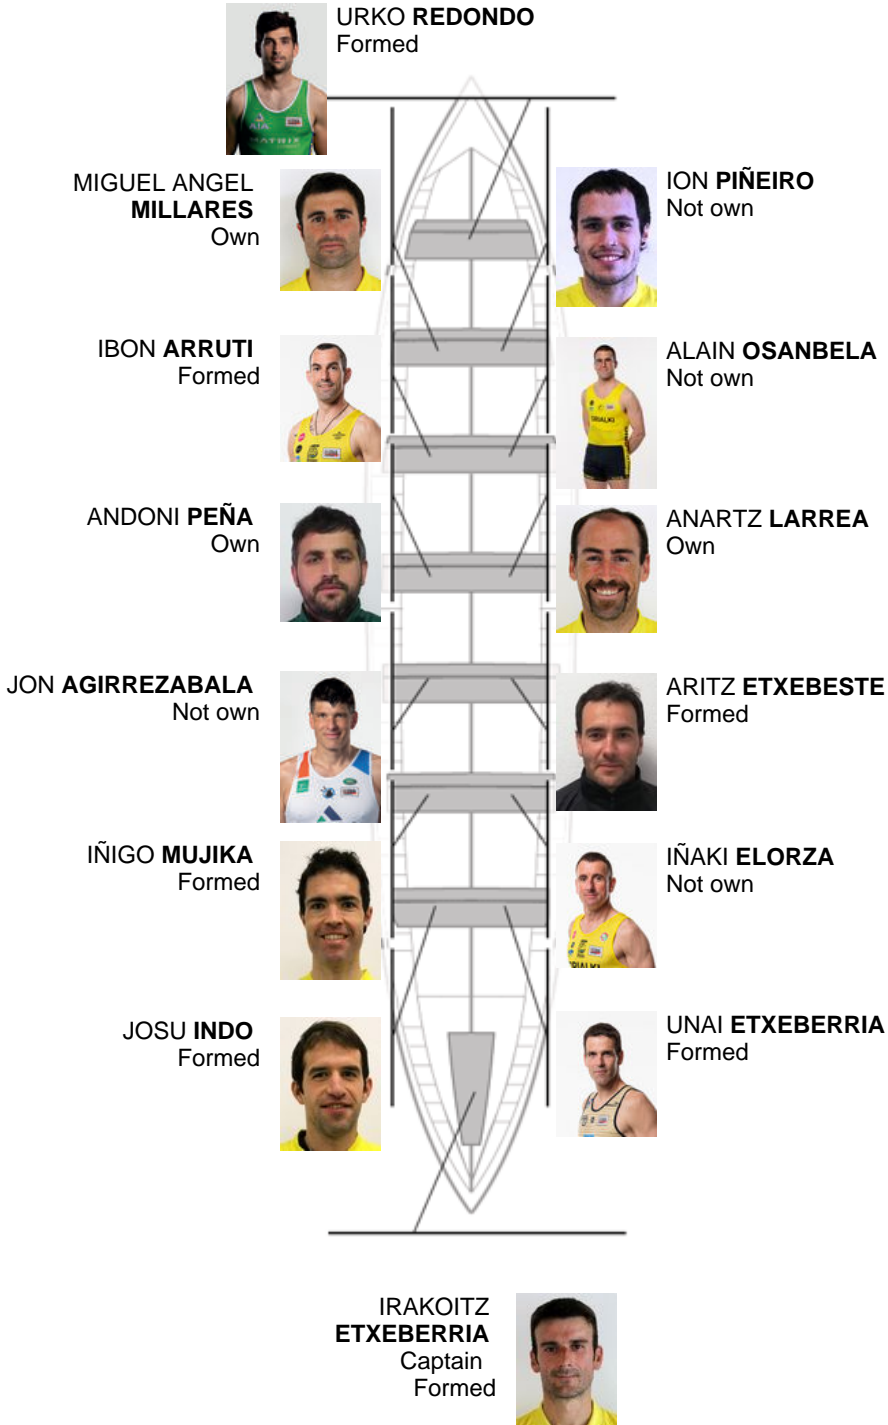 URKO REDONDO
Formed
MIGUEL ANGEL
MILLARES
Own
ION PIÑEIRO
Not own
IBON ARRUTI
Formed
ALAIN OSANBELA
Not own
ANDONI PEÑA
Own
ANARTZ LARREA
Own
JON AGIRREZABALA
Not own
ARITZ ETXEBESTE
Formed
IÑIGO MUJIKA
Formed
IÑAKI ELORZA
Not own
JOSU INDO
Formed
UNAI ETXEBERRIA
Formed
IRAKOITZ
ETXEBERRIA
Captain
Formed
MATRIX